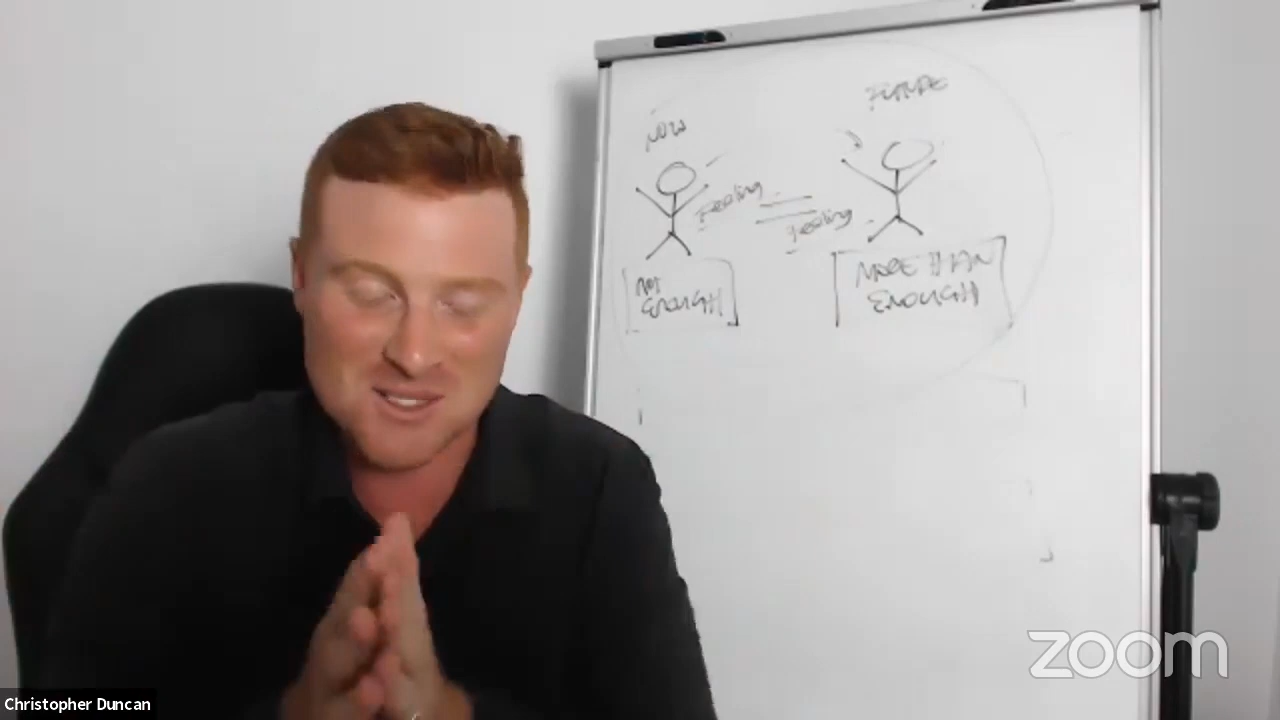 NOW
FUTURE
Feeling
Feeling
NOT
ENOUGH
MORE THAN
ENOUGH
zoom
Christopher Duncan